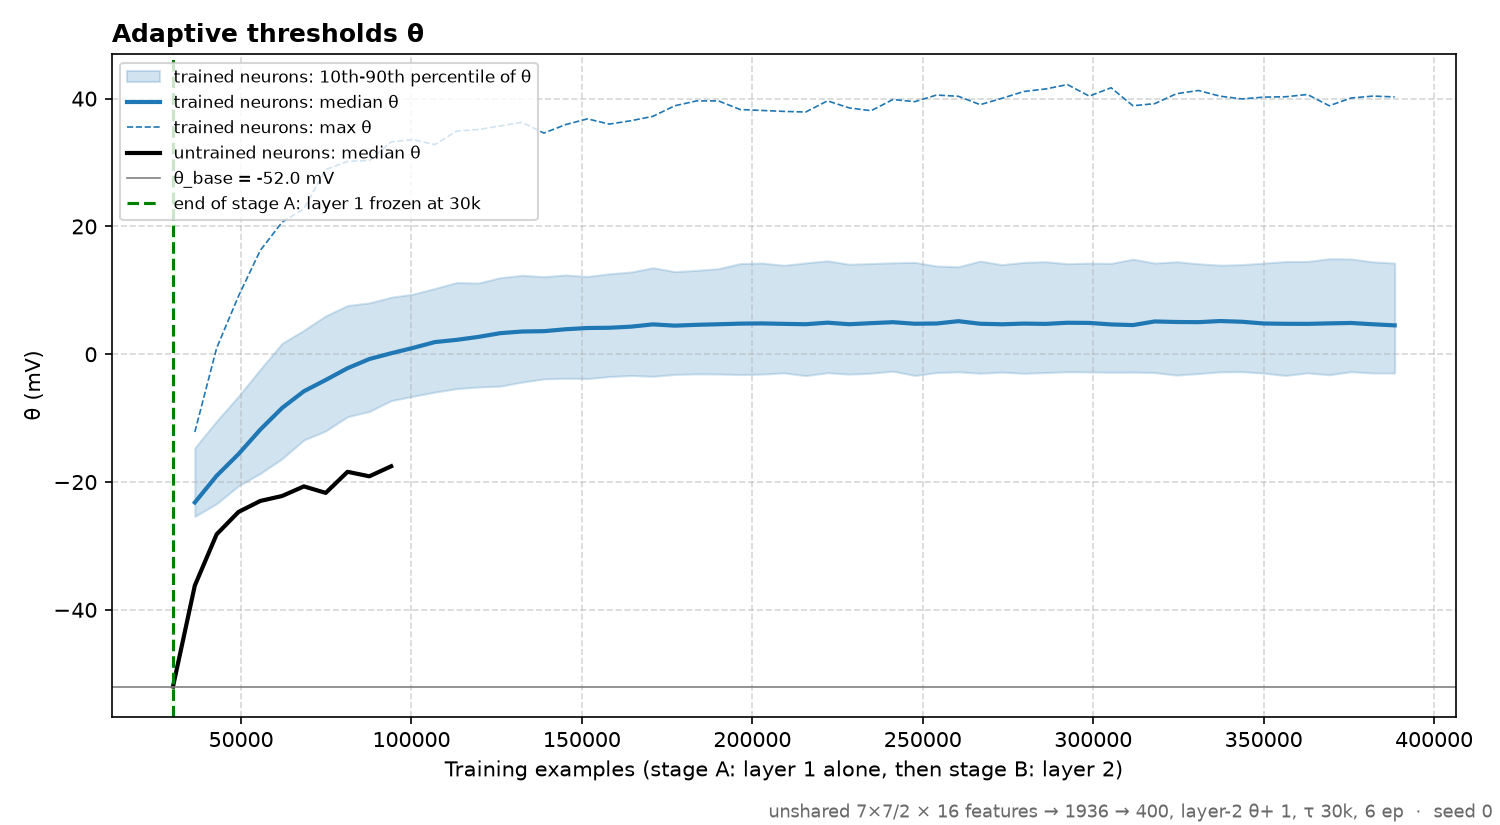 Adaptive thresholds θ
trained neurons: 10th-90th percentile of θ
trained neurons: median θ
trained neurons: max θ
untrained neurons: median θ
θ_base = -52.0 mV
end of stage A: layer 1 frozen at 30k
θ (mV)
40
20
0
−20
−40
50000 100000 150000 200000 250000 300000 350000 400000
Training examples (stage A: layer 1 alone, then stage B: layer 2)
unshared 7×7/2 × 16 features → 1936 → 400, layer-2 θ+ 1, τ 30k, 6 ep · seed 0